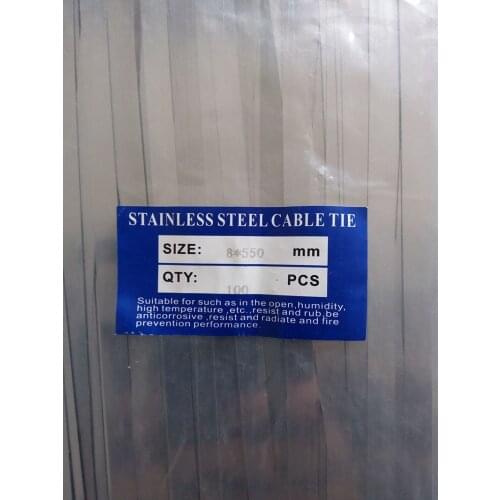 STAINLESS STEEL CABLE TIE
SIZE: 8*550 mm
QTY: 100 PCS
Suitable for such as in the open,humidity,
high temperature ,etc.,resist and rub,be
anticorrosive ,resist and radiate and fire
prevention performance.